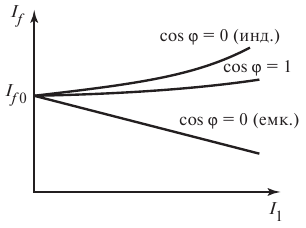 I_f
cos φ = 0 (инд.)
cos φ = 1
I_f0
cos φ = 0 (емк.)
I_1